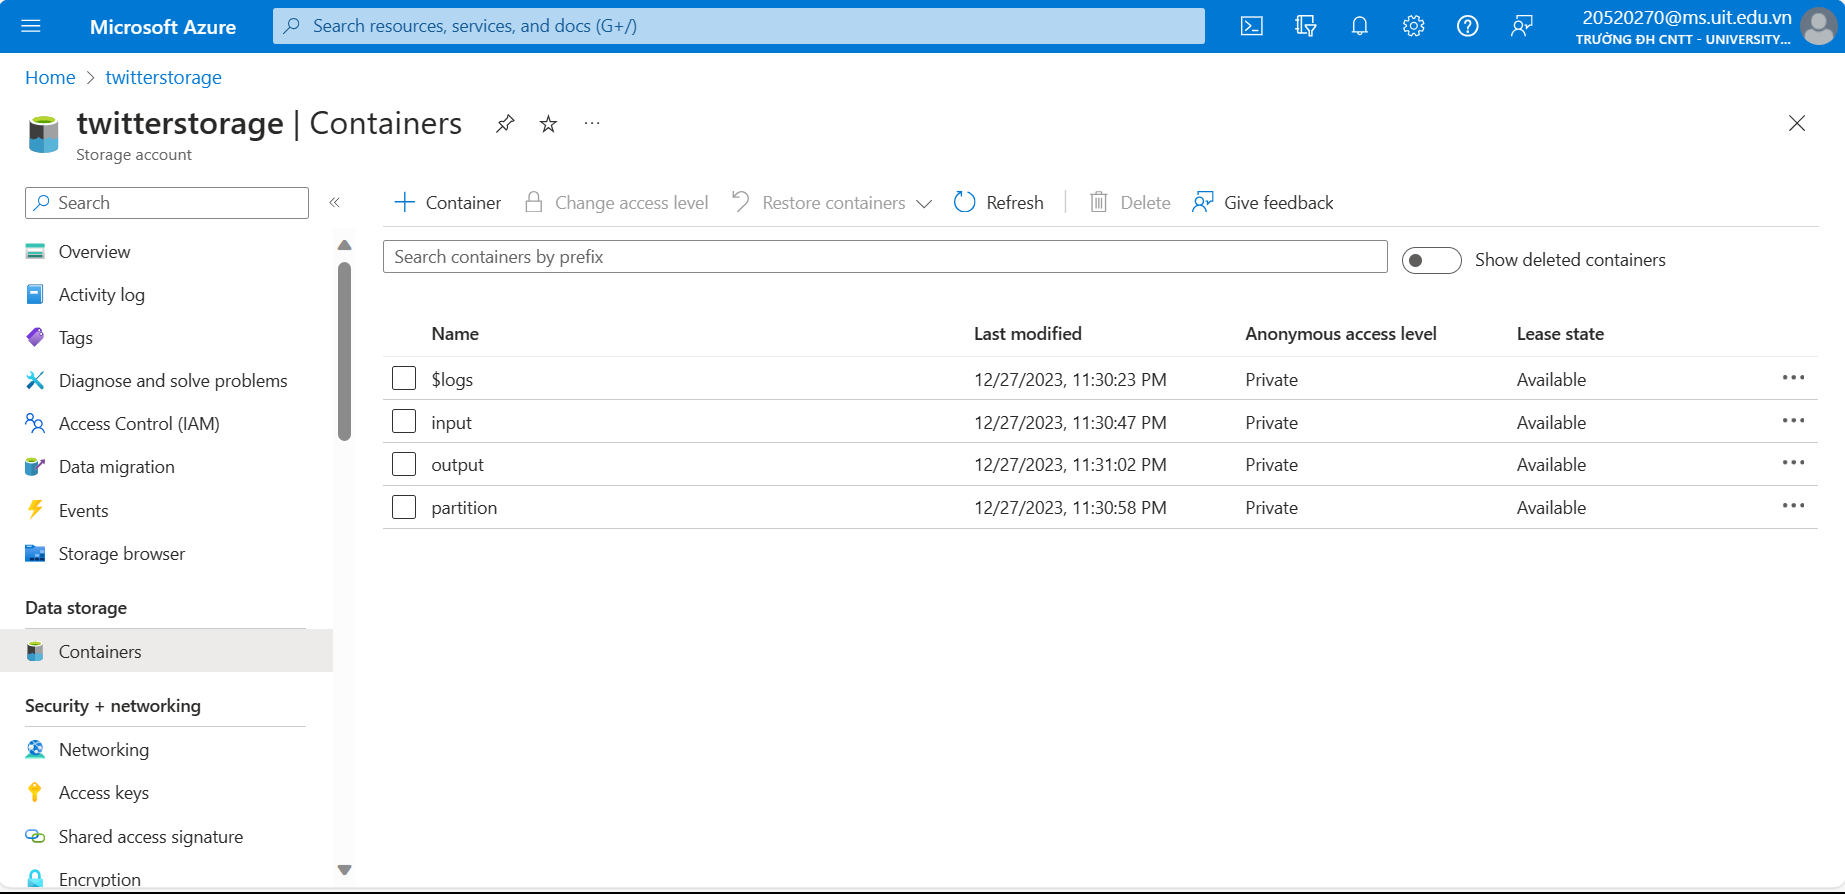 Microsoft Azure
Search resources, services, and docs (G+/)
20520270@ms.uit.edu.vn
TRƯỜNG ĐH CNTT - UNIVERSITY...
Home > twitterstorage
twitterstorage | Containers
Storage account
Search
Overview
Activity log
Tags
Diagnose and solve problems
Access Control (IAM)
Data migration
Events
Storage browser
Data storage
Containers
Security + networking
Networking
Access keys
Shared access signature
Encryption
Container Change access level Restore containers Refresh Delete Give feedback
Search containers by prefix
Show deleted containers
Name Last modified Anonymous access level Lease state
$logs 12/27/2023, 11:30:23 PM Private Available
input 12/27/2023, 11:30:47 PM Private Available
output 12/27/2023, 11:31:02 PM Private Available
partition 12/27/2023, 11:30:58 PM Private Available